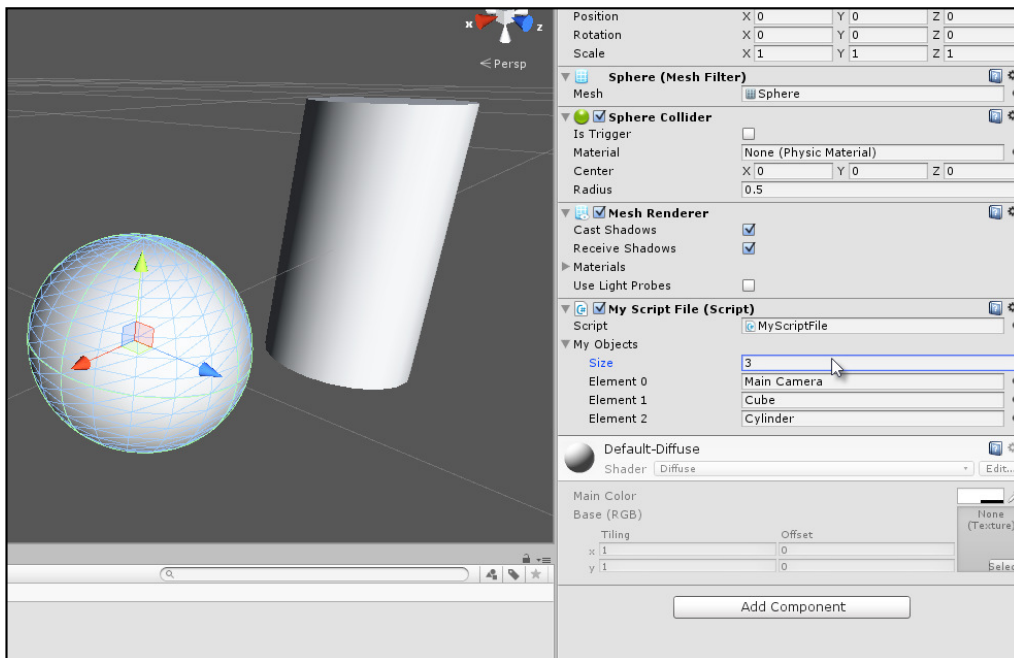 x
z
Persp
Position X 0 Y 0 Z 0
Rotation X 0 Y 0 Z 0
Scale X 1 Y 1 Z 1
Sphere (Mesh Filter)
Mesh Sphere
Sphere Collider
Is Trigger
Material None (Physic Material)
Center X 0 Y 0 Z 0
Radius 0.5
Mesh Renderer
Cast Shadows
Receive Shadows
Materials
Use Light Probes
My Script File (Script)
Script MyScriptFile
My Objects
Size 3
Element 0 Main Camera
Element 1 Cube
Element 2 Cylinder
Default-Diffuse
Shader Diffuse Edit...
Main Color
Base (RGB) None
(Texture)
Tiling Offset
x 1 0
y 1 0 Selec
Add Component